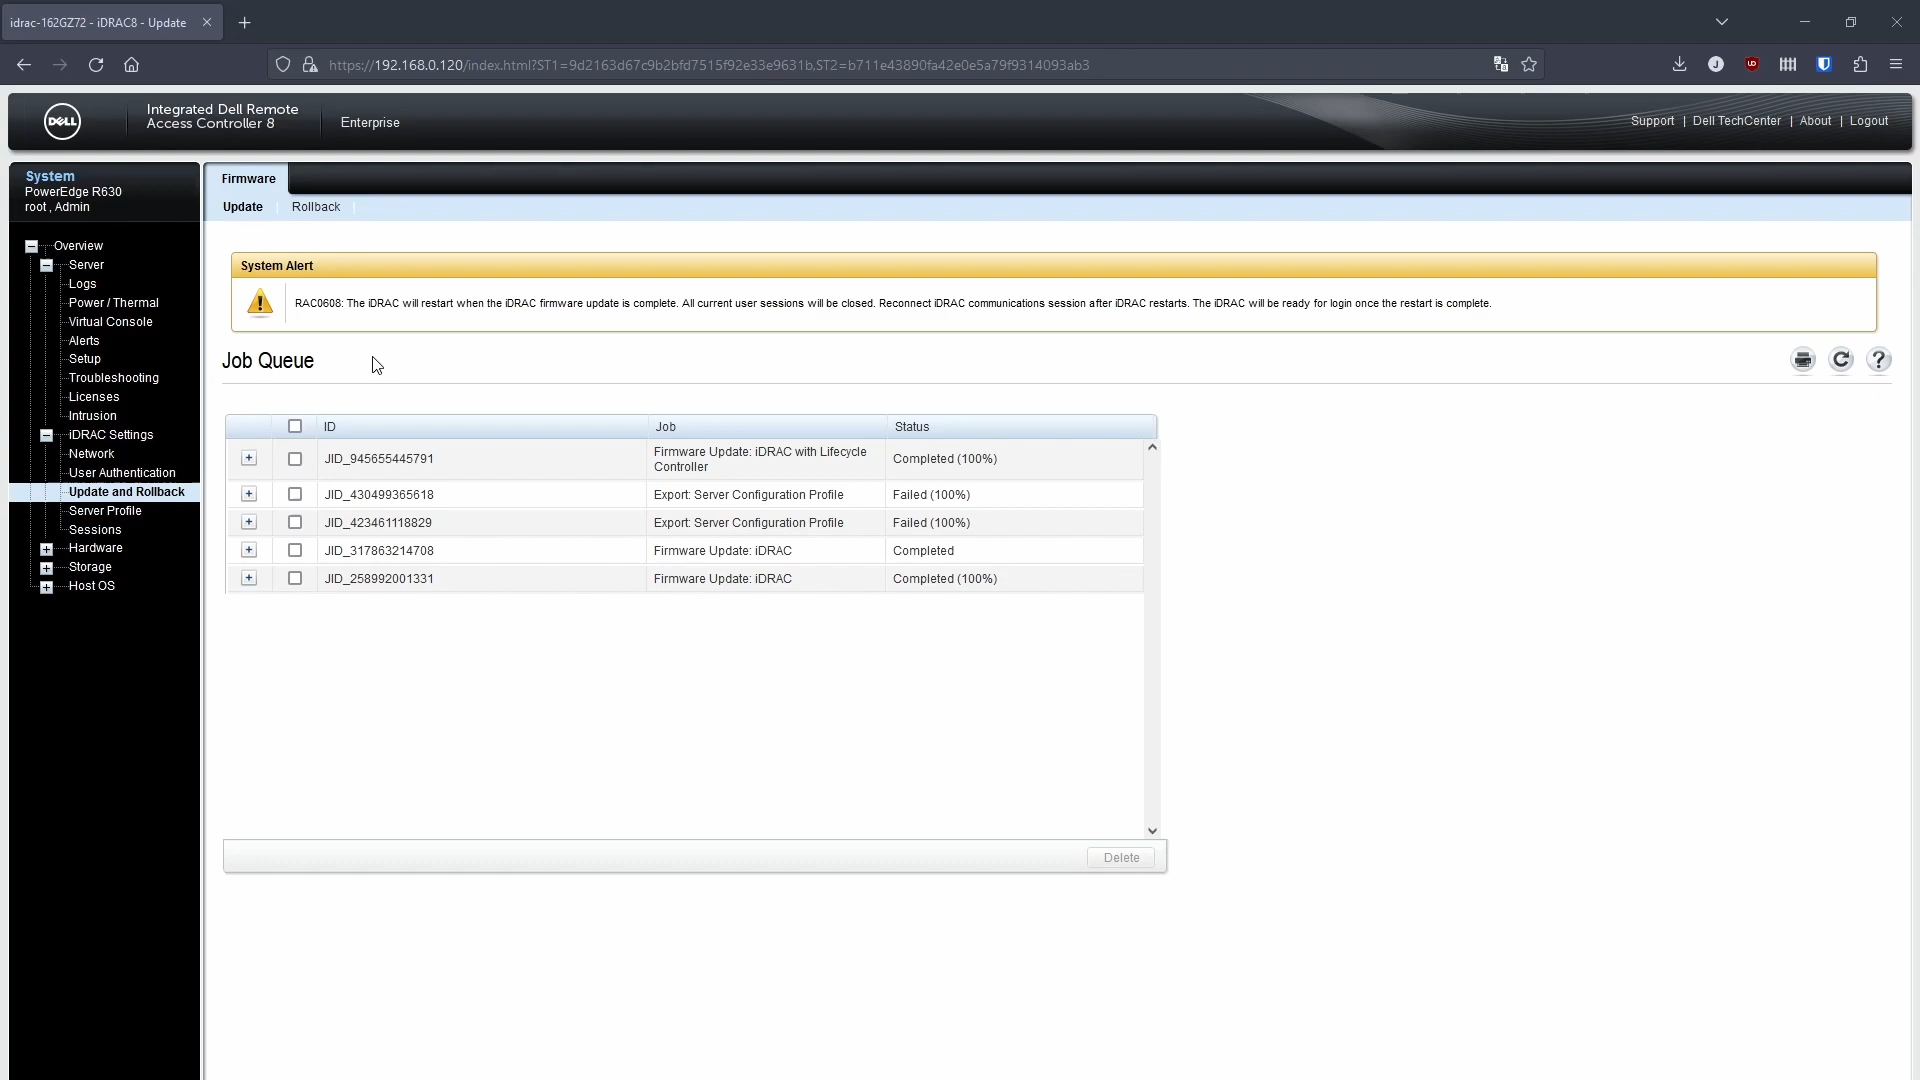 idrac-162GZ72 - iDRAC8 - Update
https://192.168.0.120/index.html?ST1=9d2163d67c9b2bfd7515f92e33e9631b,ST2=b711e43890fa42e0e5a79f9314093ab3
J
DELL
Integrated Dell Remote
Access Controller 8
Enterprise
Support | Dell TechCenter | About | Logout
System
PowerEdge R630
root , Admin
Overview
Server
Logs
Power / Thermal
Virtual Console
Alerts
Setup
Troubleshooting
Licenses
Intrusion
iDRAC Settings
Network
User Authentication
Update and Rollback
Server Profile
Sessions
Hardware
Storage
Host OS
Firmware
Update | Rollback |
System Alert
RAC0608: The iDRAC will restart when the iDRAC firmware update is complete. All current user sessions will be closed. Reconnect iDRAC communications session after iDRAC restarts. The iDRAC will be ready for login once the restart is complete.
Job Queue
ID Job Status
JID_945655445791 Firmware Update: iDRAC with Lifecycle Controller Completed (100%)
JID_430499365618 Export: Server Configuration Profile Failed (100%)
JID_423461118829 Export: Server Configuration Profile Failed (100%)
JID_317863214708 Firmware Update: iDRAC Completed
JID_258992001331 Firmware Update: iDRAC Completed (100%)
Delete